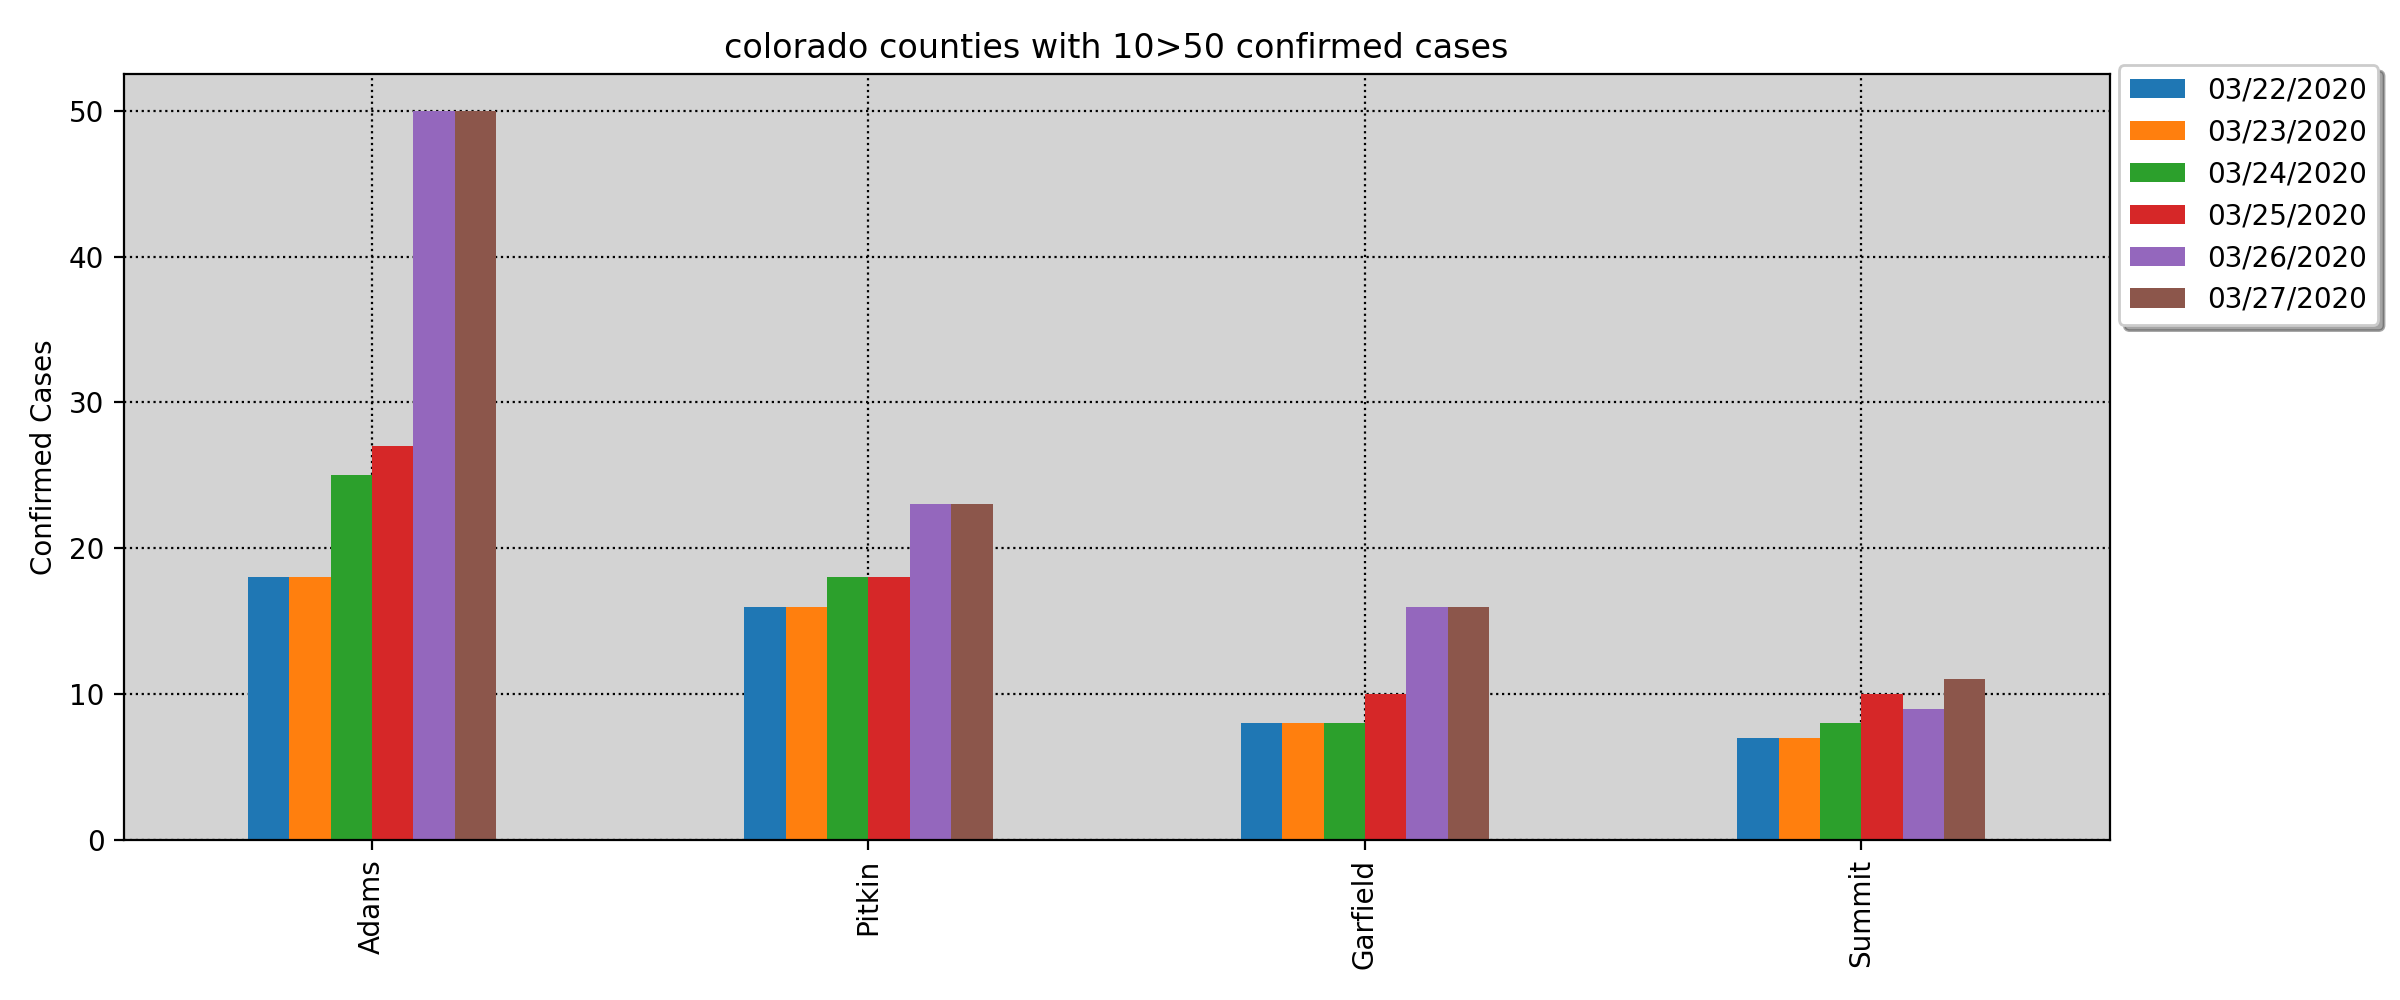 colorado counties with 10>50 confirmed cases
03/22/2020
03/23/2020
03/24/2020
03/25/2020
03/26/2020
03/27/2020
Confirmed Cases
50
40
30
20
10
0
Adams
Pitkin
Garfield
Summit